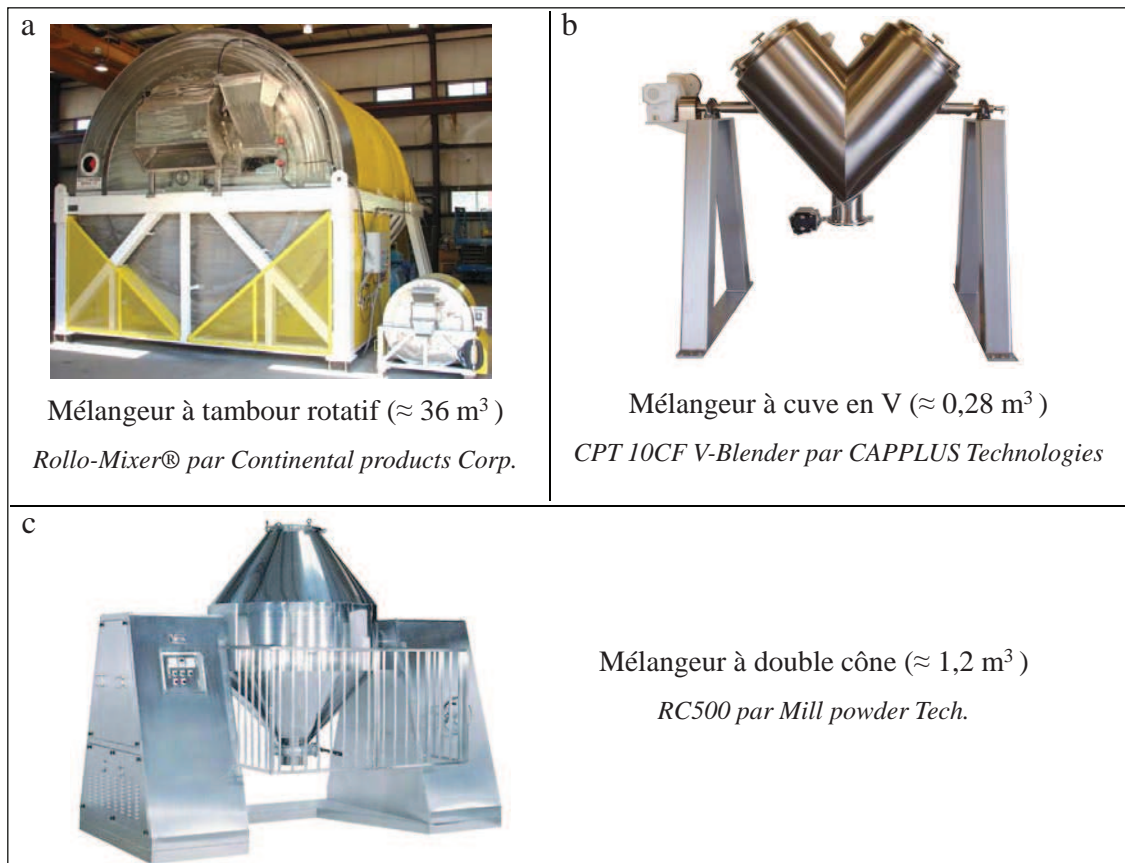 a
Mélangeur à tambour rotatif (≈ 36 m³ )
Rollo-Mixer® par Continental products Corp.
b
Mélangeur à cuve en V (≈ 0,28 m³ )
CPT 10CF V-Blender par CAPPLUS Technologies
c
Mélangeur à double cône (≈ 1,2 m³ )
RC500 par Mill powder Tech.